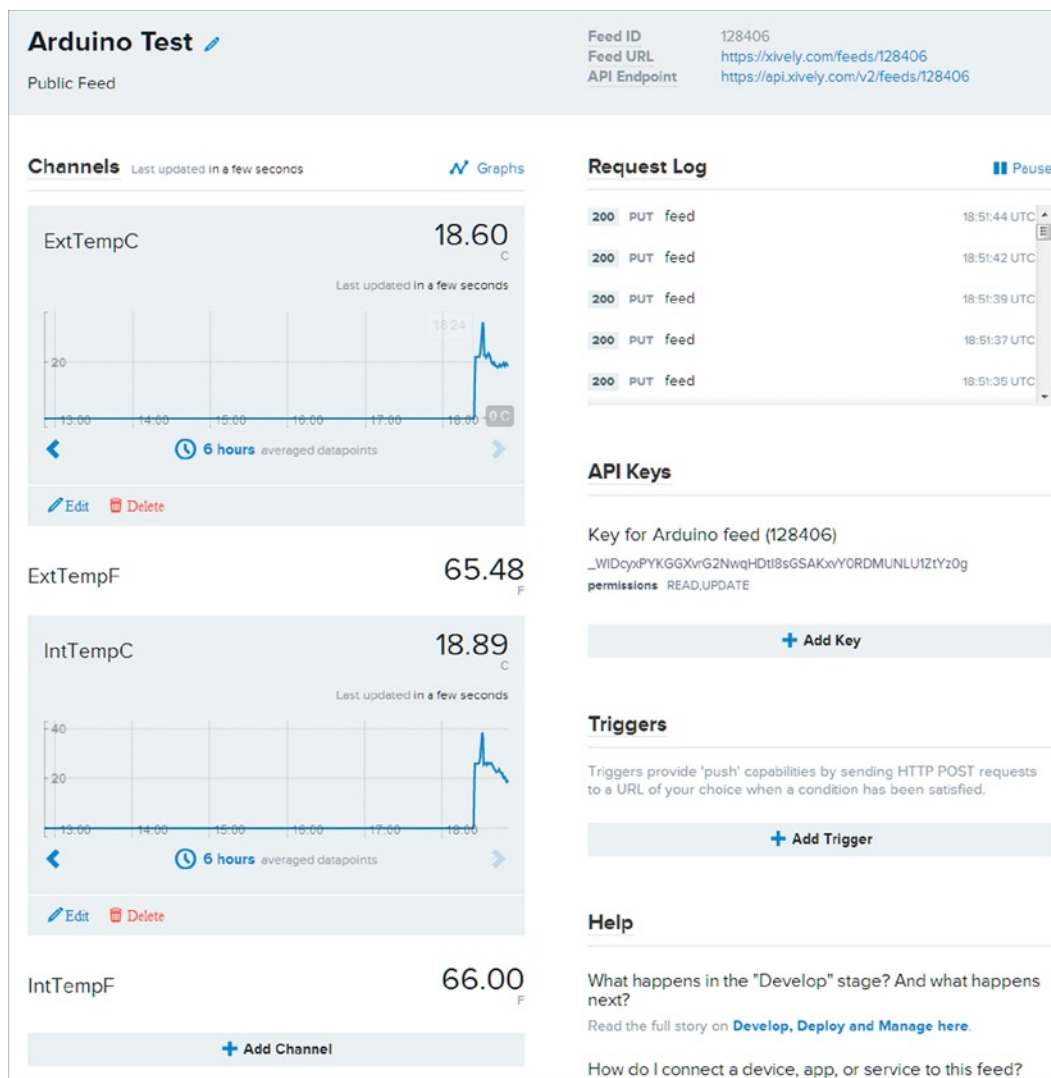 Arduino Test
Public Feed
Feed ID 128406
Feed URL https://xively.com/feeds/128406
API Endpoint https://api.xively.com/v2/feeds/128406
Channels Last updated in a few seconds Graphs
ExtTempC 18.60
C
Last updated in a few seconds
18:24
20
13:00 14:00 15:00 16:00 17:00 18:00 0 C
6 hours averaged datapoints
Edit Delete
ExtTempF 65.48
F
IntTempC 18.89
C
Last updated in a few seconds
40
20
13:00 14:00 15:00 16:00 17:00 18:00
6 hours averaged datapoints
Edit Delete
IntTempF 66.00
F
+ Add Channel
Request Log Pause
200 PUT feed 18:51:44 UTC
200 PUT feed 18:51:42 UTC
200 PUT feed 18:51:39 UTC
200 PUT feed 18:51:37 UTC
200 PUT feed 18:51:35 UTC
API Keys
Key for Arduino feed (128406)
_WIDcyxPYKGGXvrG2NwqHDtI8sGSAKxvY0RDMUNLU1ZtYz0g
permissions READ,UPDATE
+ Add Key
Triggers
Triggers provide 'push' capabilities by sending HTTP POST requests
to a URL of your choice when a condition has been satisfied.
+ Add Trigger
Help
What happens in the "Develop" stage? And what happens
next?
Read the full story on Develop, Deploy and Manage here.
How do I connect a device, app, or service to this feed?